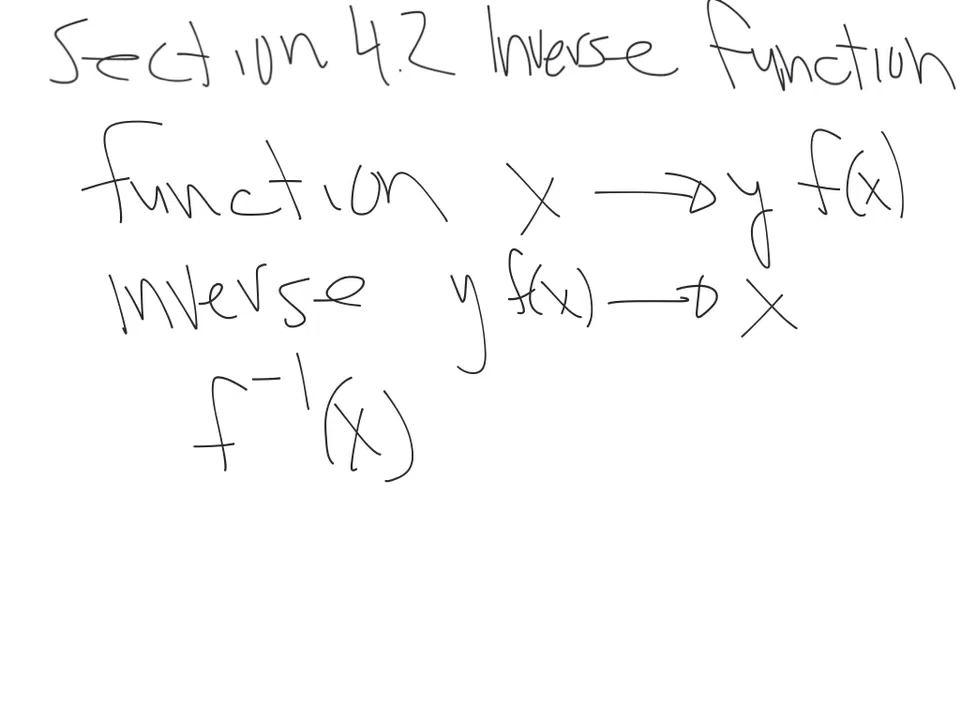 Section 4.2 Inverse Function
function x → y f(x)
Inverse y f(x) → x
f⁻¹(x)